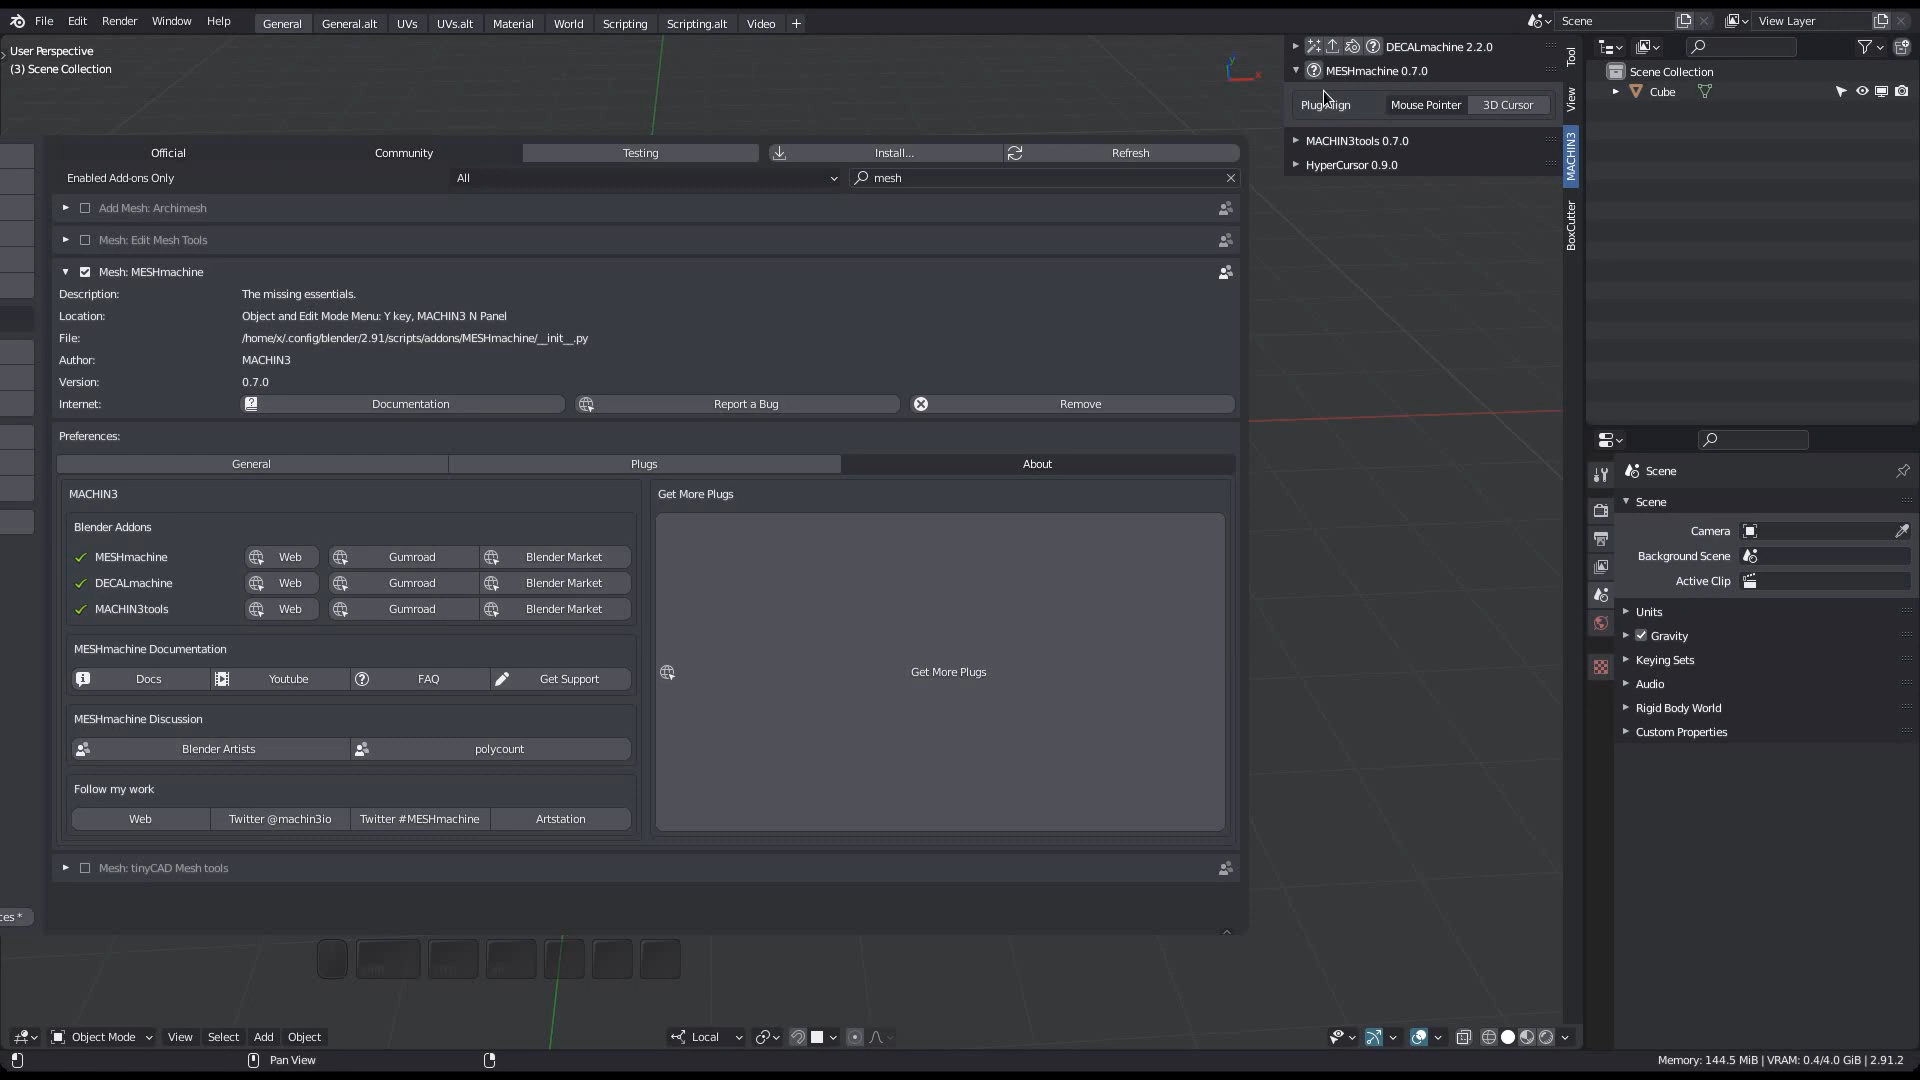 File Edit Render Window Help General General.alt UVs UVs.alt Material World Scripting Scripting.alt Video + Scene View Layer
User Perspective
(3) Scene Collection
DECALmachine 2.2.0
MESHmachine 0.7.0
Mouse Pointer 3D Cursor
MACHIN3tools 0.7.0
HyperCursor 0.9.0
Tool
View
MACHIN3
BoxCutter
Scene Collection
Cube
Official Community Testing Install... Refresh
Enabled Add-ons Only All mesh
Add Mesh: Archimesh
Mesh: Edit Mesh Tools
Mesh: MESHmachine
Description: The missing essentials.
Location: Object and Edit Mode Menu: Y key, MACHIN3 N Panel
File: /home/x/.config/blender/2.91/scripts/addons/MESHmachine/__init__.py
Author: MACHIN3
Version: 0.7.0
Internet: Documentation Report a Bug Remove
Preferences:
General Plugs About
MACHIN3
Blender Addons
MESHmachine Web Gumroad Blender Market
DECALmachine Web Gumroad Blender Market
MACHIN3tools Web Gumroad Blender Market
MESHmachine Documentation
Docs Youtube FAQ Get Support
MESHmachine Discussion
Blender Artists polycount
Follow my work
Web Twitter @machin3io Twitter #MESHmachine Artstation
Get More Plugs
Get More Plugs
Mesh: tinyCAD Mesh tools
ces *
Scene
Scene
Camera
Background Scene
Active Clip
Units
Gravity
Keying Sets
Audio
Rigid Body World
Custom Properties
Object Mode View Select Add Object Local
Pan View
Memory: 144.5 MiB | VRAM: 0.4/4.0 GiB | 2.91.2